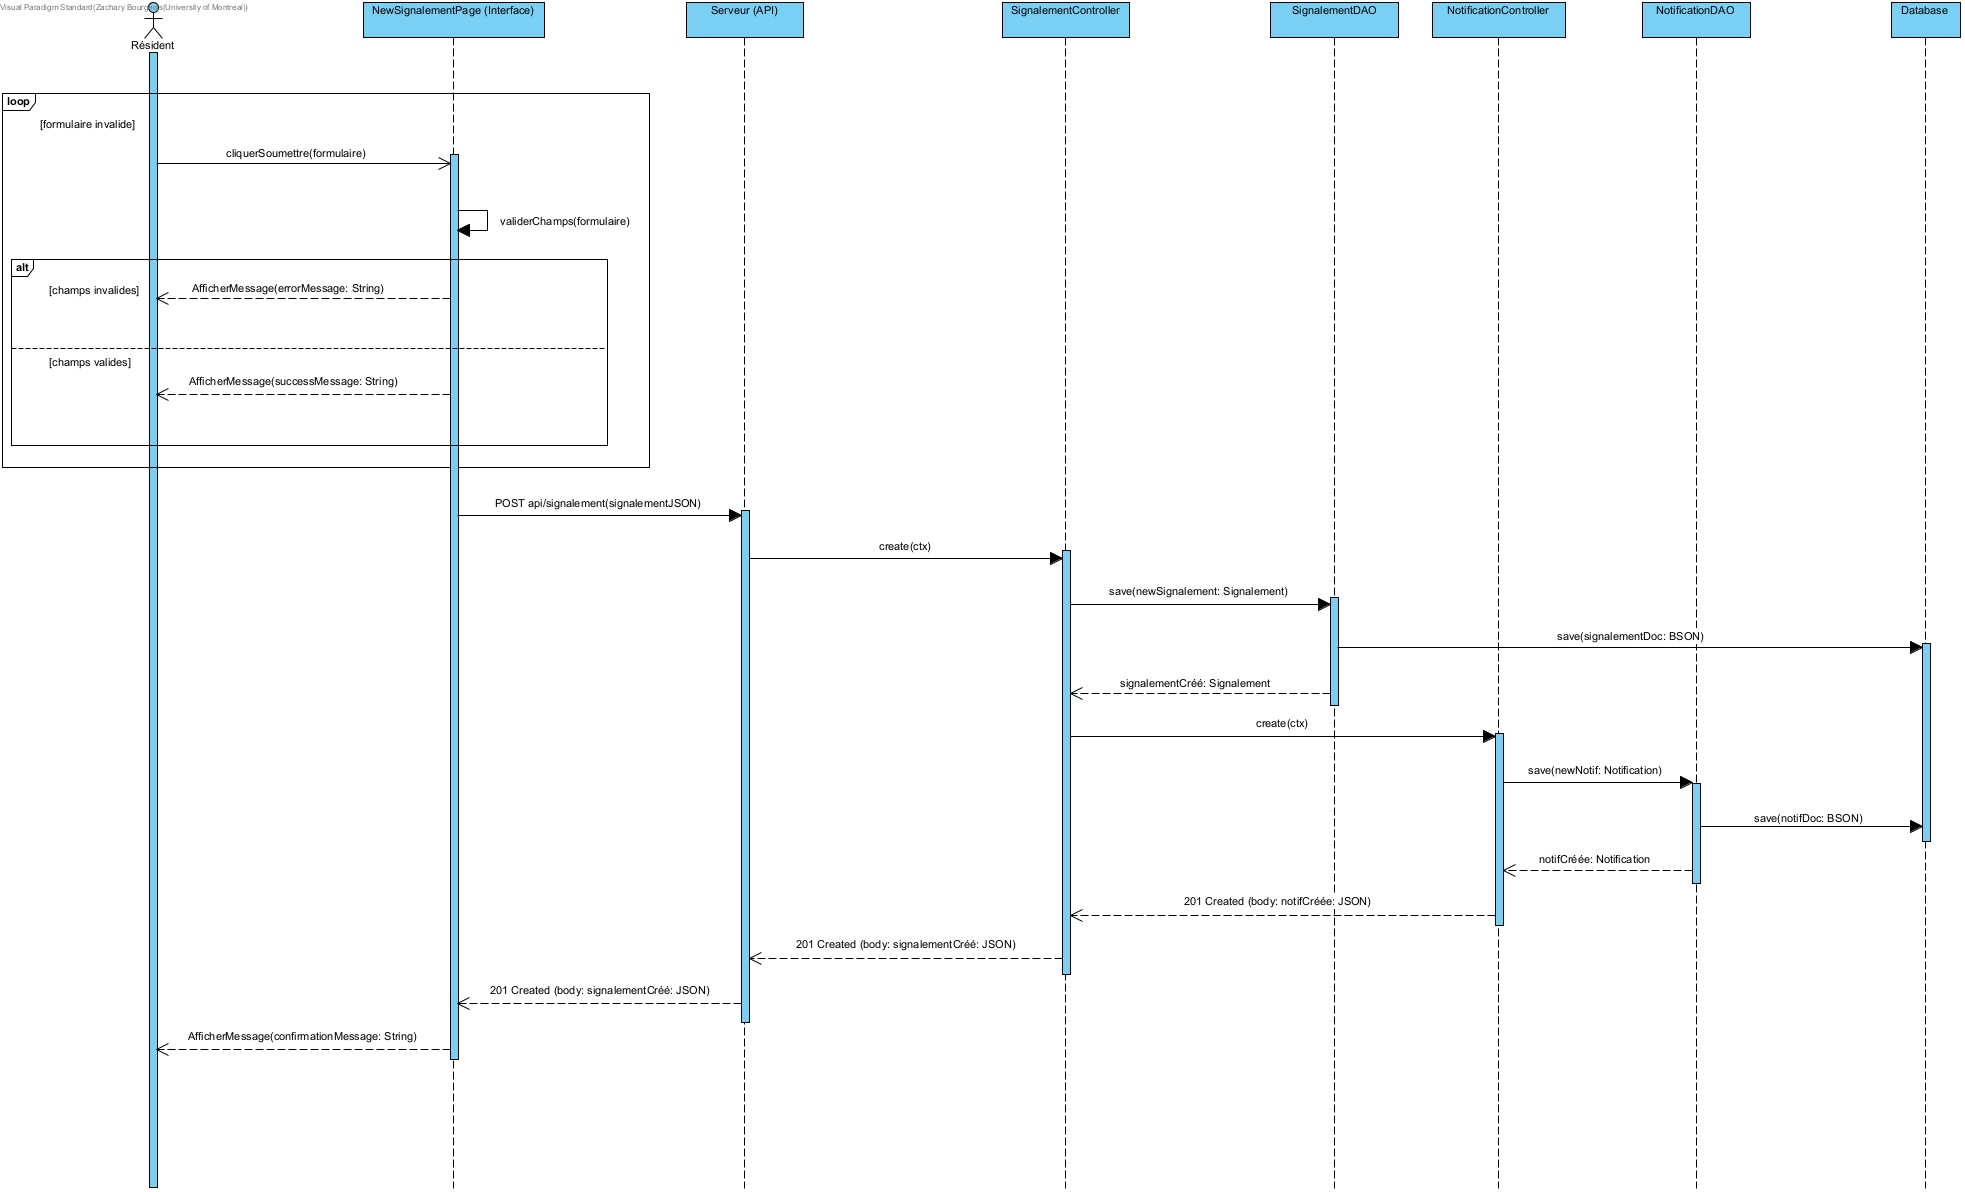 Visual Paradigm Standard(Zachary Bourg
s(University of Montreal))
Résident
NewSignalementPage (Interface)
Serveur (API)
SignalementController
SignalementDAO
NotificationController
NotificationDAO
Database
loop
[formulaire invalide]
cliquerSoumettre(formulaire)
validerChamps(formulaire)
alt
[champs invalides]
AfficherMessage(errorMessage: String)
[champs valides]
AfficherMessage(successMessage: String)
POST api/signalement(signalementJSON)
create(ctx)
save(newSignalement: Signalement)
save(signalementDoc: BSON)
signalementCréé: Signalement
create(ctx)
save(newNotif: Notification)
save(notifDoc: BSON)
notifCréée: Notification
201 Created (body: notifCréée: JSON)
201 Created (body: signalementCréé: JSON)
201 Created (body: signalementCréé: JSON)
AfficherMessage(confirmationMessage: String)